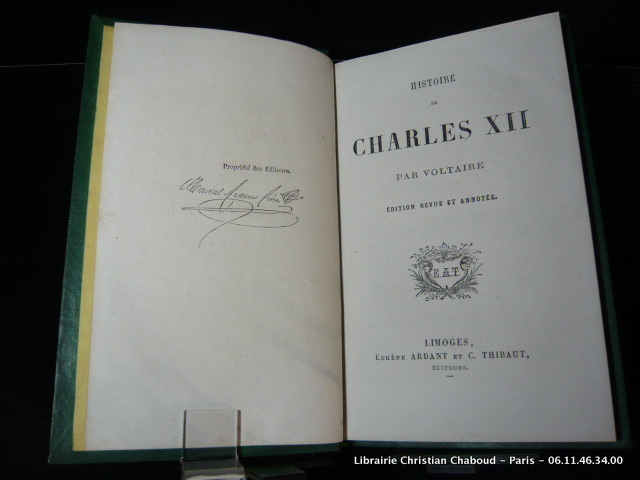 Propriété des Editeurs.
HISTOIRE
DE
CHARLES XII
PAR VOLTAIRE
ÉDITION REVUE ET ANNOTÉE.
E.A.T
LIMOGES,
EUGÈNE ARDANT ET C. THIBAUT,
ÉDITEURS.
Librairie Christian Chaboud - Paris - 06.11.46.34.00